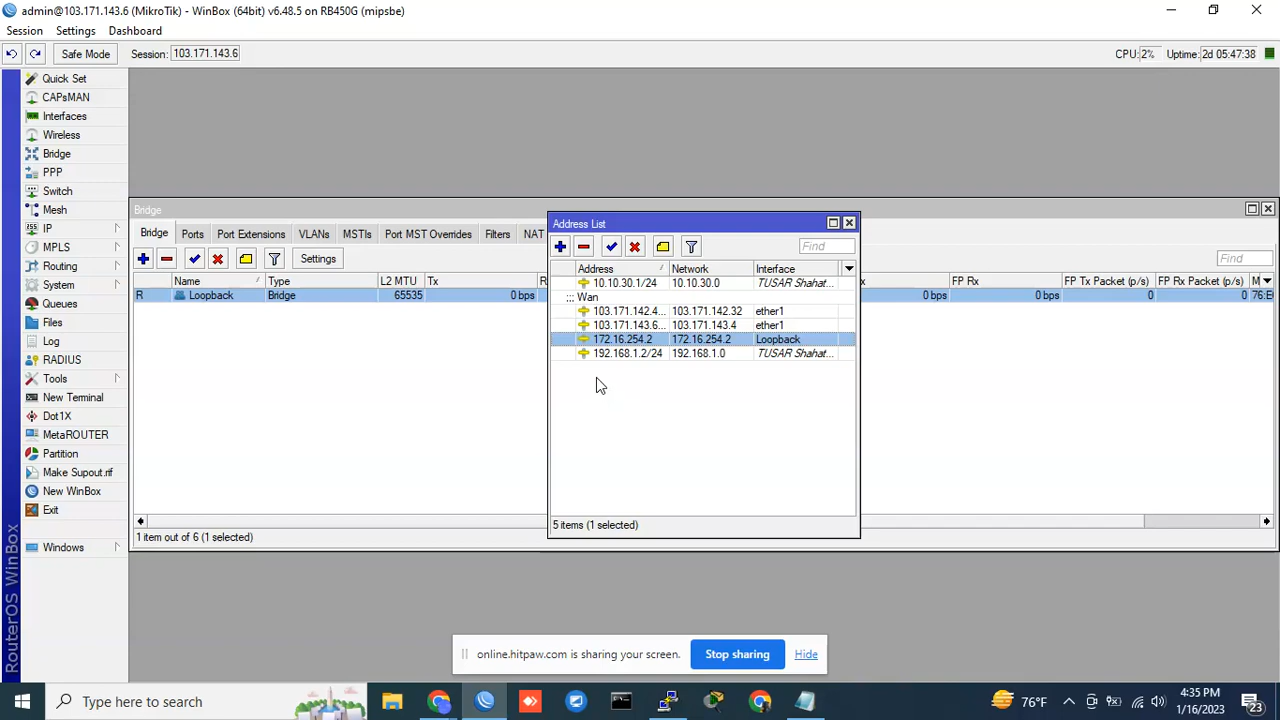 admin@103.171.143.6 (MikroTik) - WinBox (64bit) v6.48.5 on RB450G (mipsbe)
Session Settings Dashboard
Safe Mode Session: 103.171.143.6 CPU: 2% Uptime: 2d 05:47:38
Quick Set
CAPsMAN
Interfaces
Wireless
Bridge
PPP
Switch
Mesh
IP
MPLS
Routing
System
Queues
Files
Log
RADIUS
Tools
New Terminal
Dot1X
MetaROUTER
Partition
Make Supout.rif
New WinBox
Exit
Windows
RouterOS WinBox
Bridge
Bridge Ports Port Extensions VLANs MSTIs Port MST Overrides Filters NAT
Settings Find
Name Type L2 MTU Tx R x FP Rx FP Tx Packet (p/s) FP Rx Packet (p/s) M
R Loopback Bridge 65535 0 bps 0 bps 0 bps 0 0 76:E
1 item out of 6 (1 selected)
Address List
Find
Address Network Interface
10.10.30.1/24 10.10.30.0 TUSAR Shahat...
::: Wan
103.171.142.4... 103.171.142.32 ether1
103.171.143.6... 103.171.143.4 ether1
172.16.254.2 172.16.254.2 Loopback
192.168.1.2/24 192.168.1.0 TUSAR Shahat...
5 items (1 selected)
online.hitpaw.com is sharing your screen. Stop sharing Hide
Type here to search 76°F 4:35 PM
1/16/2023 23